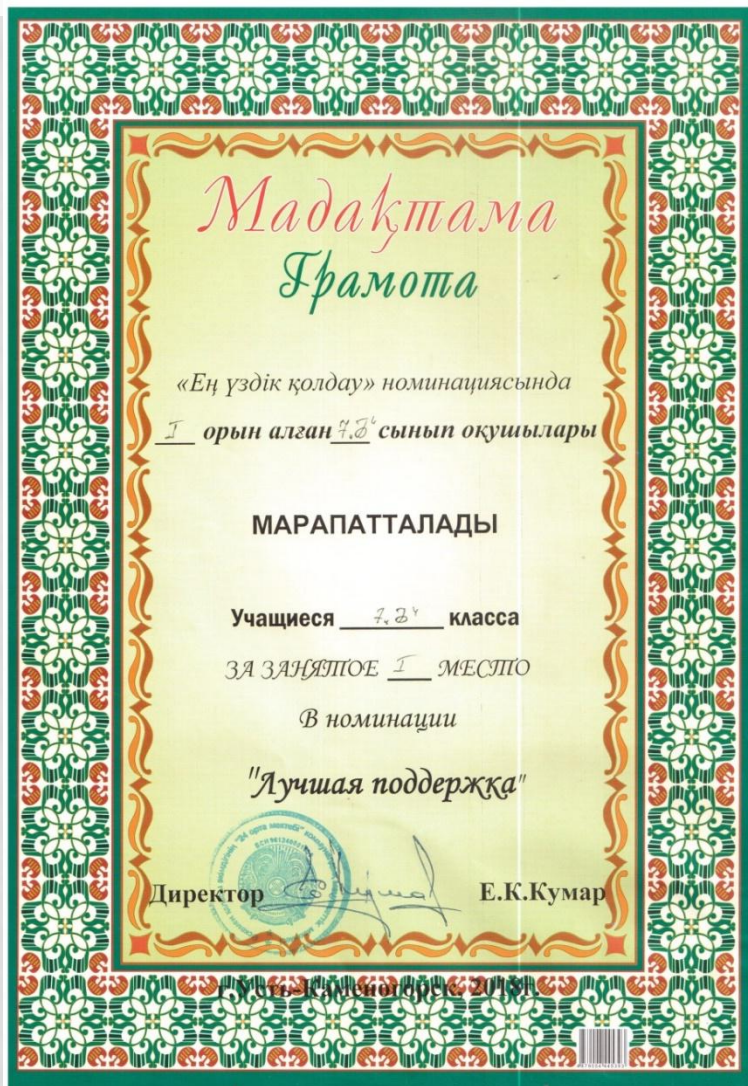 Мадақтама
Грамота
«Ең үздік қолдау» номинациясында
I орын алған 7 сынып оқушылары
МАРАПАТТАЛАДЫ
Учащиеся 7 класса
ЗА ЗАНЯТОЕ I МЕСТО
В номинации
"Лучшая поддержка"
Директор Е.К.Кумар
г.Усть-Каменогорск. 2018г.